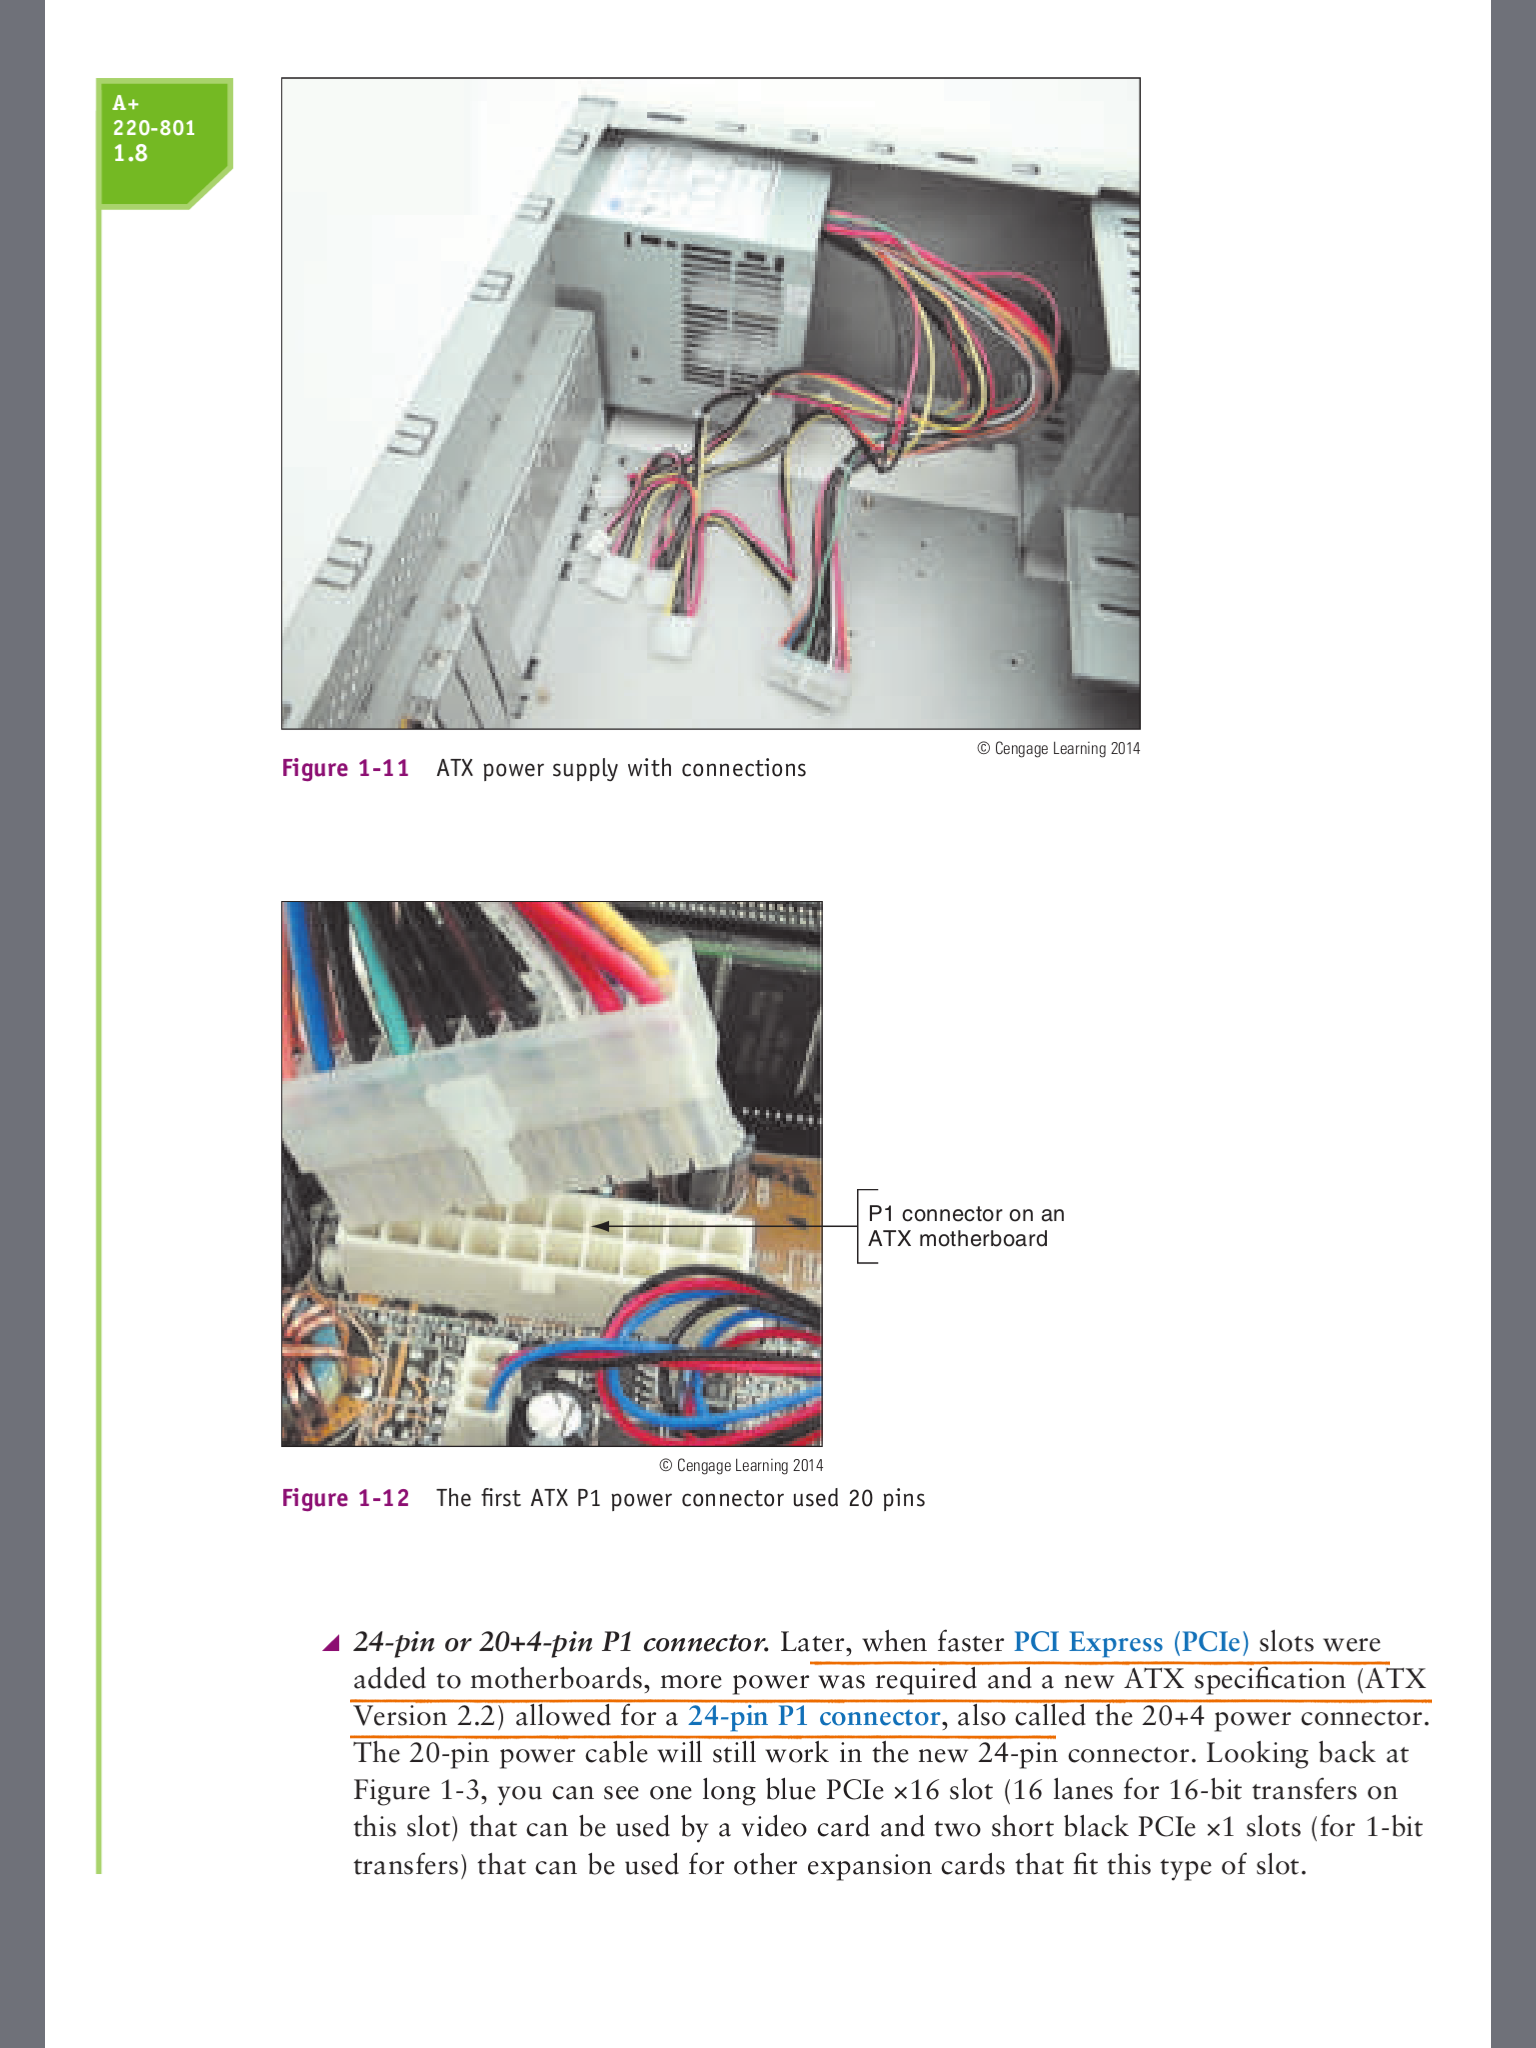 A+
220-801
1.8
© Cengage Learning 2014
Figure 1-11 ATX power supply with connections
P1 connector on an
ATX motherboard
© Cengage Learning 2014
Figure 1-12 The first ATX P1 power connector used 20 pins
24-pin or 20+4-pin P1 connector. Later, when faster PCI Express (PCIe) slots were
added to motherboards, more power was required and a new ATX specification (ATX
Version 2.2) allowed for a 24-pin P1 connector, also called the 20+4 power connector.
The 20-pin power cable will still work in the new 24-pin connector. Looking back at
Figure 1-3, you can see one long blue PCIe ×16 slot (16 lanes for 16-bit transfers on
this slot) that can be used by a video card and two short black PCIe ×1 slots (for 1-bit
transfers) that can be used for other expansion cards that fit this type of slot.